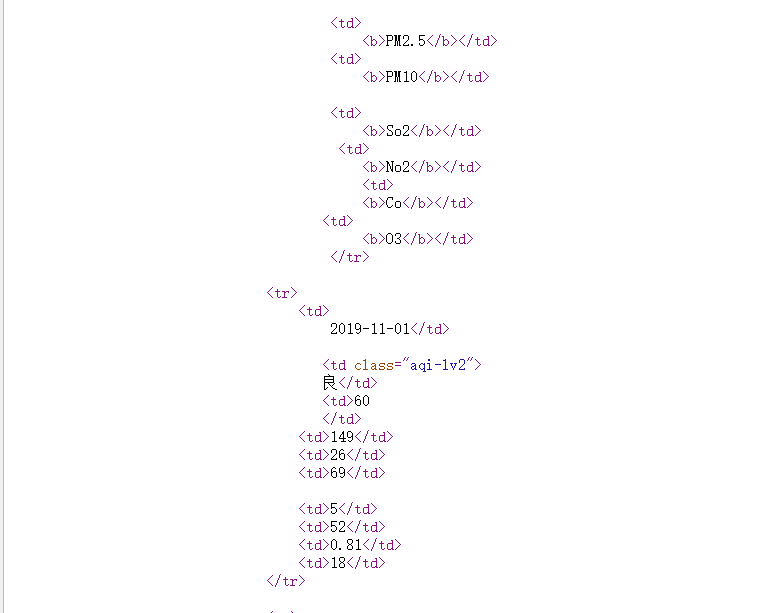 <td>
<b>PM2.5</b></td>
<td>
<b>PM10</b></td>
<td>
<b>So2</b></td>
<td>
<b>No2</b></td>
<td>
<b>Co</b></td>
<td>
<b>O3</b></td>
</tr>
<tr>
<td>
2019-11-01</td>
<td class="aqi-lv2">
良</td>
<td>60
</td>
<td>149</td>
<td>26</td>
<td>69</td>
<td>5</td>
<td>52</td>
<td>0.81</td>
<td>18</td>
</tr>